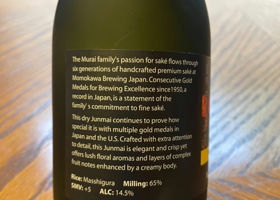 The Murai family's passion for saké flows through
six generations of handcrafted premium saké at
Momokawa Brewing Japan. Consecutive Gold
Medals for Brewing Excellence since1950, a
record in Japan, is a statement of the
family's commitment to fine saké.
This dry Junmai continues to prove how
special it is with multiple gold medals in
Japan and the U.S. Crafted with extra attention
to detail, this Junmai is elegant and crisp yet
offers lush floral aromas and layers of complex
fruit notes enhanced by a creamy body.
Rice: Masshigura Milling: 65%
SMV: +5 ALC: 14.5%